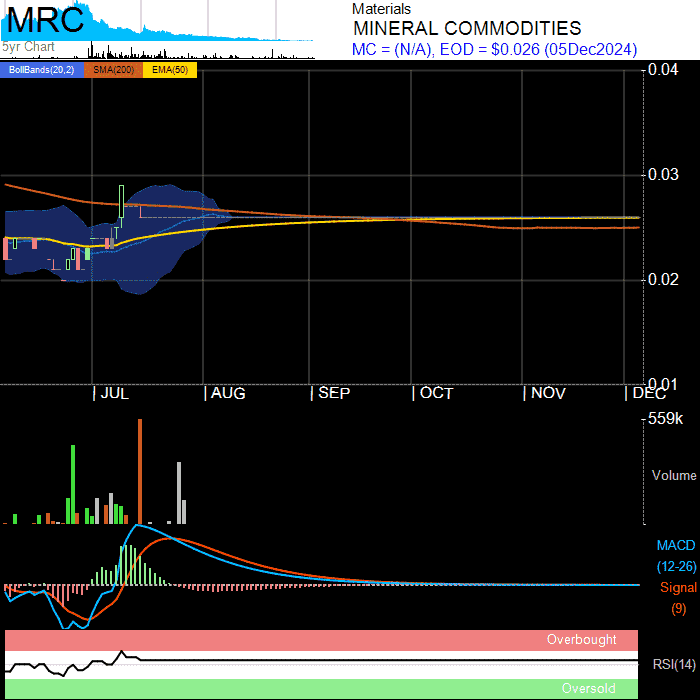 MRC
5yr Chart
Materials
MINERAL COMMODITIES
MC = (N/A), EOD = $0.026 (05Dec2024)
BollBands(20,2) SMA(200) EMA(50)
0.04
0.03
0.02
0.01
JUL AUG SEP OCT NOV DEC
559k
Volume
MACD
(12-26)
Signal
(9)
Overbought
RSI(14)
Oversold